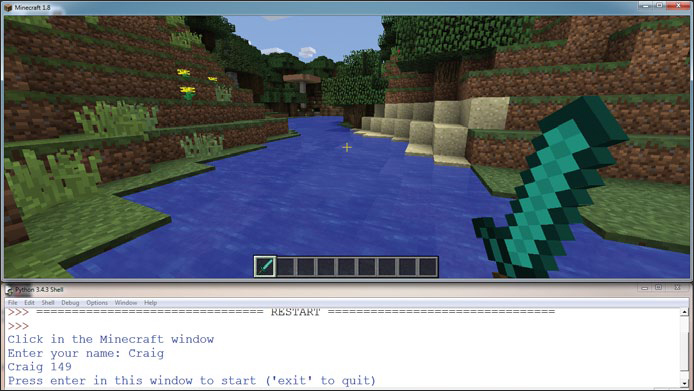 Minecraft 1.8
Python 3.4.3 Shell
File Edit Shell Debug Options Window Help
>>> ================================ RESTART ================================
>>>
Click in the Minecraft window
Enter your name: Craig
Craig 149
Press enter in this window to start ('exit' to quit)